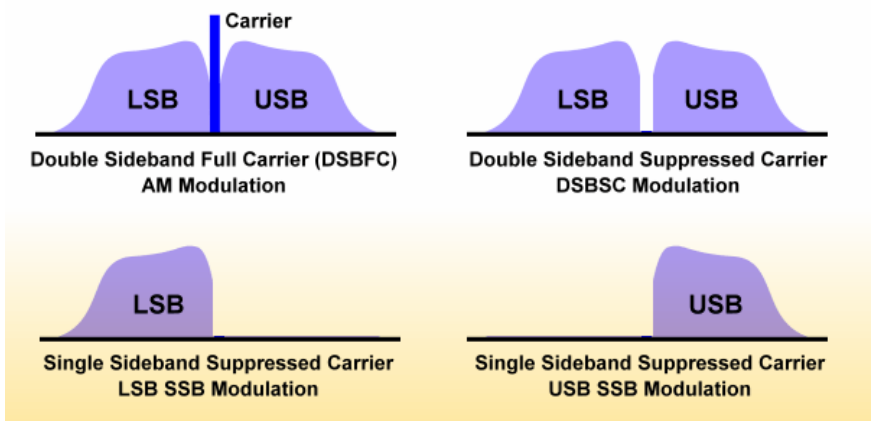 Carrier
LSB
USB
Double Sideband Full Carrier (DSBFC)
AM Modulation
LSB
USB
Double Sideband Suppressed Carrier
DSBSC Modulation
LSB
Single Sideband Suppressed Carrier
LSB SSB Modulation
USB
Single Sideband Suppressed Carrier
USB SSB Modulation